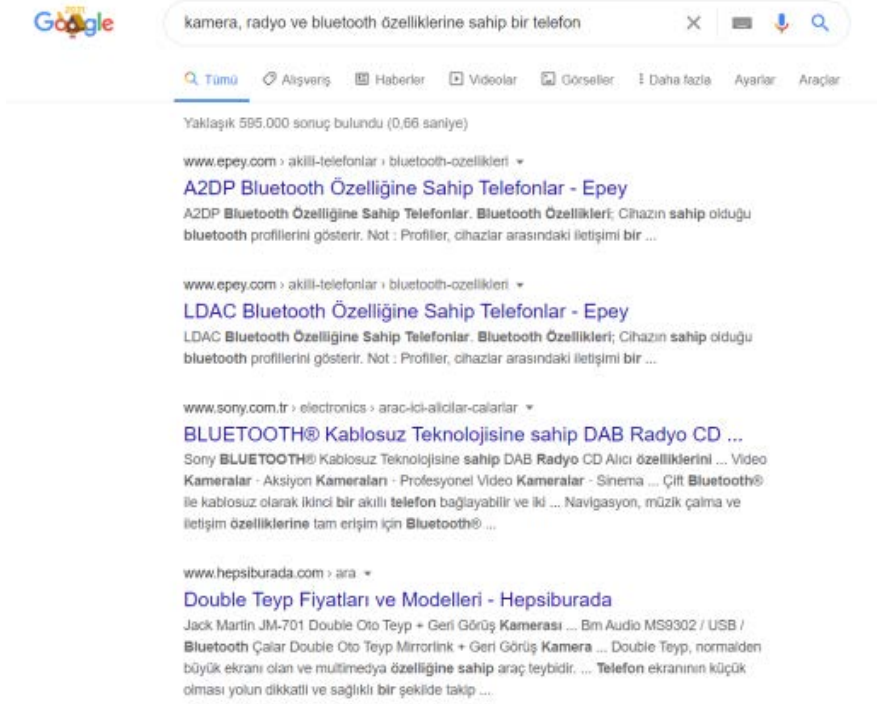 Google
2021
kamera, radyo ve bluetooth özelliklerine sahip bir telefon
Tümü Alışveriş Haberler Videolar Görseller Daha fazla Ayarlar Araçlar
Yaklaşık 595.000 sonuç bulundu (0,66 saniye)
www.epey.com › akilli-telefonlar › bluetooth-ozellikleri
A2DP Bluetooth Özelliğine Sahip Telefonlar - Epey
A2DP Bluetooth Özelliğine Sahip Telefonlar. Bluetooth Özellikleri; Cihazın sahip olduğu
bluetooth profillerini gösterir. Not : Profiller, cihazlar arasındaki iletişimi bir ...
www.epey.com › akilli-telefonlar › bluetooth-ozellikleri
LDAC Bluetooth Özelliğine Sahip Telefonlar - Epey
LDAC Bluetooth Özelliğine Sahip Telefonlar. Bluetooth Özellikleri; Cihazın sahip olduğu
bluetooth profillerini gösterir. Not : Profiller, cihazlar arasındaki iletişimi bir ...
www.sony.com.tr › electronics › arac-ici-alicilar-calarlar
BLUETOOTH® Kablosuz Teknolojisine sahip DAB Radyo CD ...
Sony BLUETOOTH® Kablosuz Teknolojisine sahip DAB Radyo CD Alıcı özelliklerini ... Video
Kameralar · Aksiyon Kameraları · Profesyonel Video Kameralar · Sinema ... Çift Bluetooth®
ile kablosuz olarak ikinci bir akıllı telefon bağlayabilir ve iki ... Navigasyon, müzik çalma ve
iletişim özelliklerine tam erişim için Bluetooth® ...
www.hepsiburada.com › ara
Double Teyp Fiyatları ve Modelleri - Hepsiburada
Jack Martin JM-701 Double Oto Teyp + Geri Görüş Kamerası ... Bm Audio MS9302 / USB /
Bluetooth Çalar Double Oto Teyp Mirrorlink + Geri Görüş Kamera ... Double Teyp, normalden
büyük ekranı olan ve multimedya özelliğine sahip araç teybidir. ... Telefon ekranının küçük
olması yolun dikkatli ve sağlıklı bir şekilde takip ...